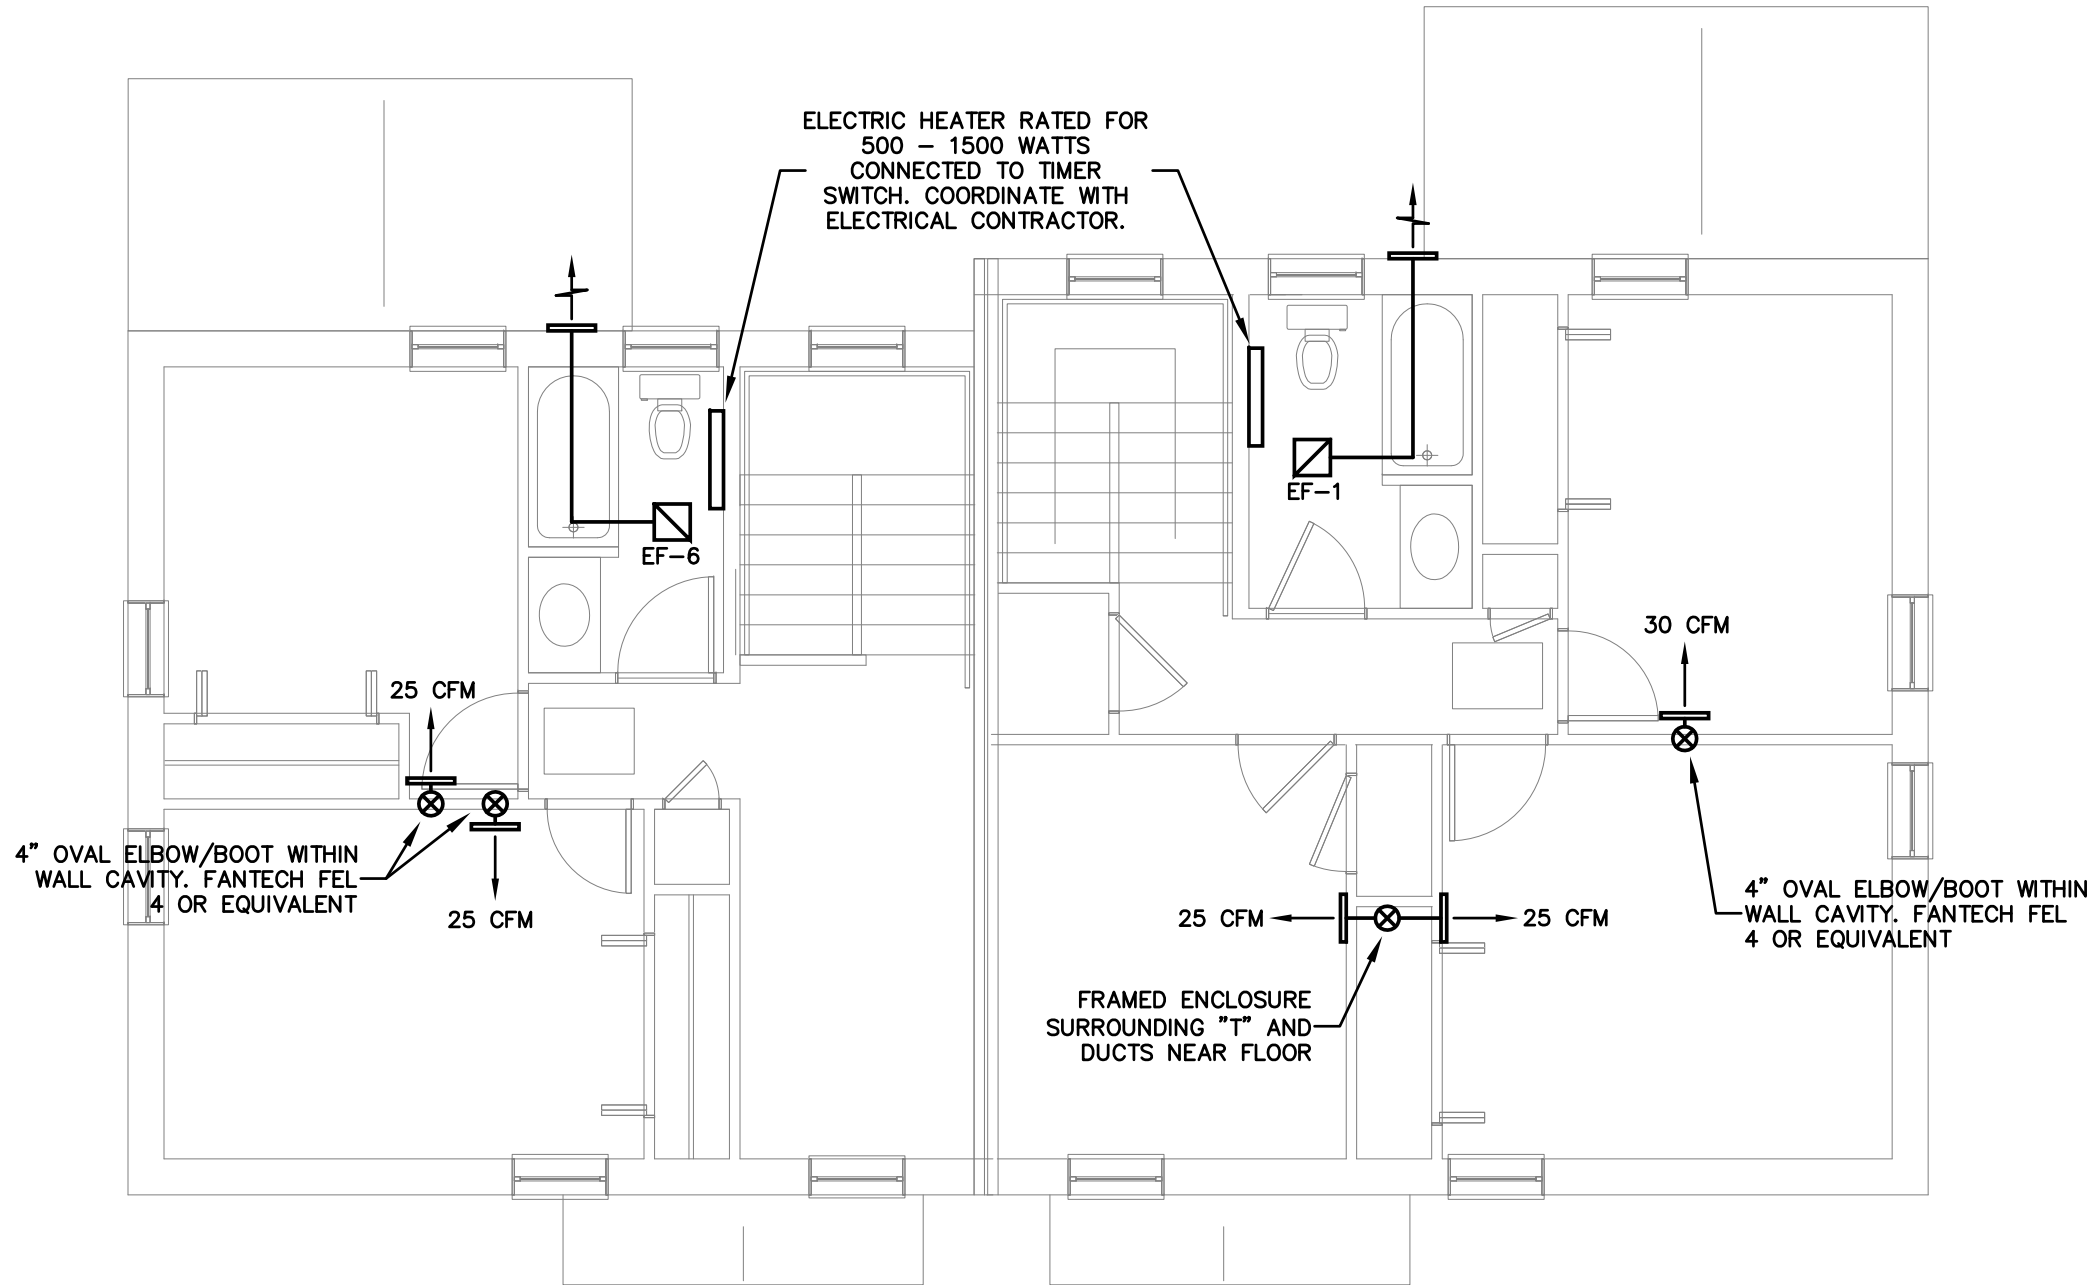 ELECTRIC HEATER RATED FOR
500 – 1500 WATTS
CONNECTED TO TIMER
SWITCH. COORDINATE WITH
ELECTRICAL CONTRACTOR.
EF–1
EF–6
30 CFM
25 CFM
4” OVAL ELBOW/BOOT WITHIN
WALL CAVITY. FANTECH FEL
4 OR EQUIVALENT
25 CFM
25 CFM
25 CFM
4” OVAL ELBOW/BOOT WITHIN
WALL CAVITY. FANTECH FEL
4 OR EQUIVALENT
FRAMED ENCLOSURE
SURROUNDING ”T” AND
DUCTS NEAR FLOOR